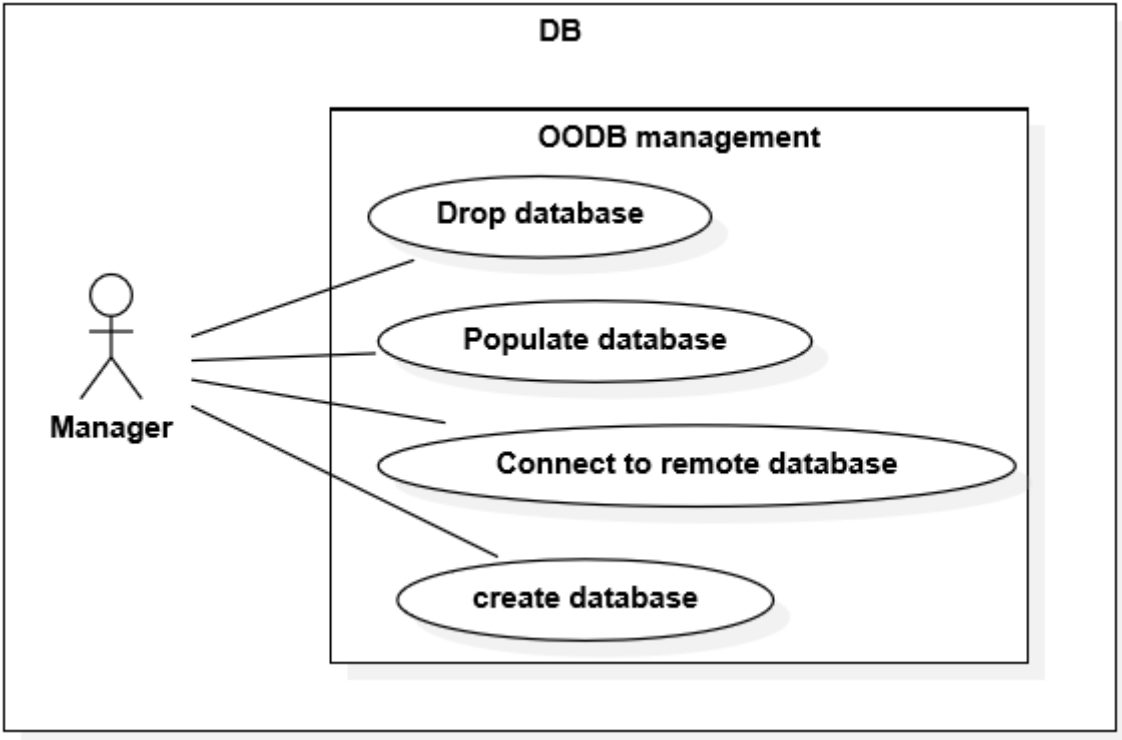 DB
OODB management
Drop database
Populate database
Manager
Connect to remote database
create database